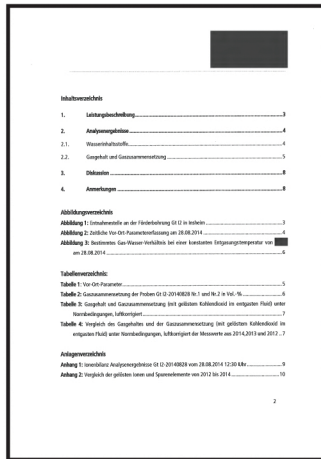 Inhaltsverzeichnis
1. Leistungsbeschreibung 3
2. Analysenergebnisse 4
2.1. Wasserinhaltsstoffe 4
2.2. Gasgehalt und Gaszusammensetzung 5
3. Diskussion 8
4. Anmerkungen 8
Abbildungsverzeichnis
Abbildung 1: Entnahmestelle an der Förderbohrung Gt I2 in Insheim 3
Abbildung 2: Zeitliche Vor-Ort-Parametererfassung am 28.08.2014 4
Abbildung 3: Bestimmtes Gas-Wasser-Verhältnis bei einer konstanten Entgasungstemperatur von
am 28.08.2014 6
Tabellenverzeichnis:
Tabelle 1: Vor-Ort-Parameter 5
Tabelle 2: Gaszusammensetzung der Proben Gt I2-20140828 Nr.1 und Nr.2 in Vol.-% 6
Tabelle 3: Gasgehalt und Gaszusammensetzung (mit gelöstem Kohlendioxid im entgasten Fluid) unter
Normbedingungen, luftkorrigiert 7
Tabelle 4: Vergleich des Gasgehaltes und der Gaszusammensetzung (mit gelöstem Kohlendioxid im
entgasten Fluid) unter Normbedingungen, luftkorrigiert der Messwerte aus 2014,2013 und 2012 ..7
Anlagenverzeichnis
Anhang 1: Ionenbilanz Analysenergebnisse Gt I2-20140828 vom 28.08.2014 12:30 Uhr 9
Anhang 2: Vergleich der gelösten Ionen und Spurenelemente von 2012 bis 2014 10
2